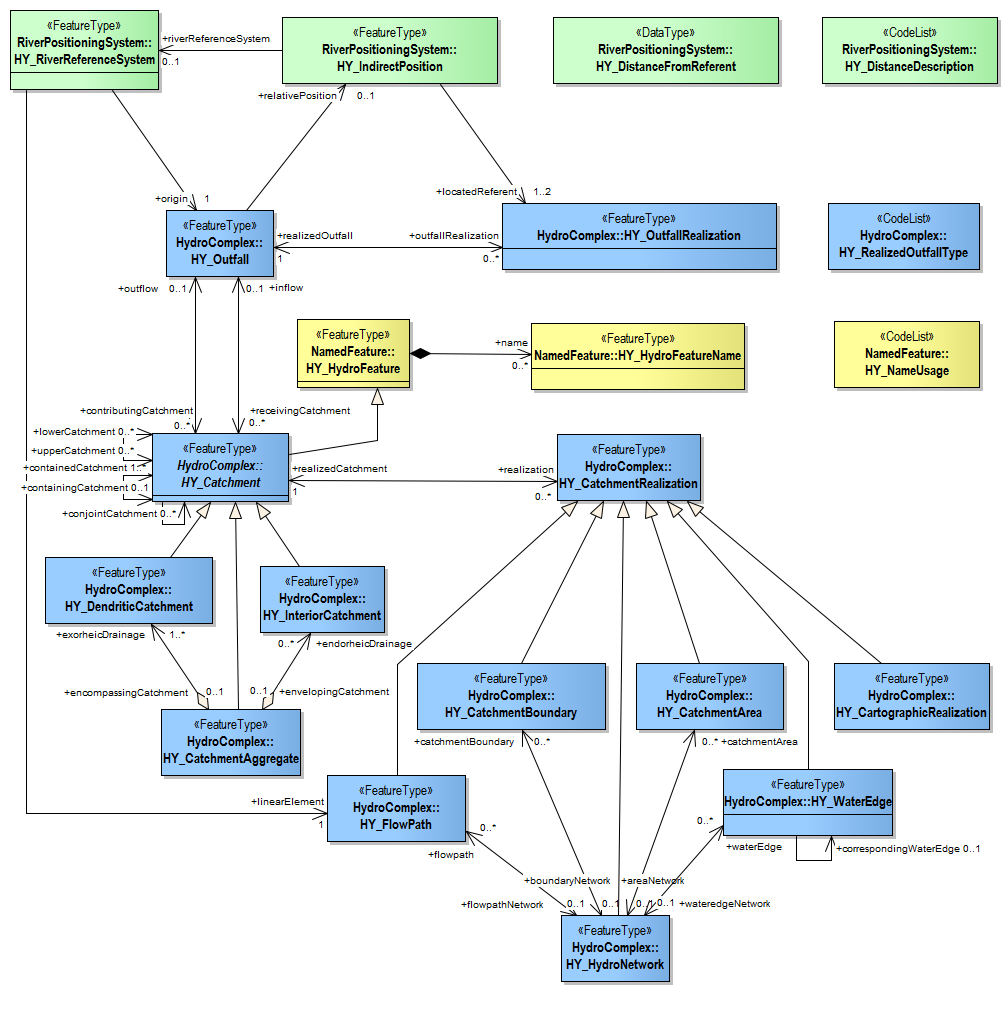 «FeatureType»
RiverPositioningSystem::
HY_RiverReferenceSystem
+riverReferenceSystem
0..1
«FeatureType»
RiverPositioningSystem::
HY_IndirectPosition
«DataType»
RiverPositioningSystem::
HY_DistanceFromReferent
«CodeList»
RiverPositioningSystem::
HY_DistanceDescription
+relativePosition
0..1
+origin
1
+locatedReferent
1..2
«FeatureType»
HydroComplex::
HY_Outfall
+realizedOutfall
1
+outfallRealization
0..*
«FeatureType»
HydroComplex::HY_OutfallRealization
«CodeList»
HydroComplex::
HY_RealizedOutfallType
+outflow
0..1
0..1
+inflow
«FeatureType»
NamedFeature::
HY_HydroFeature
+name
0..*
«FeatureType»
NamedFeature::HY_HydroFeatureName
«CodeList»
NamedFeature::
HY_NameUsage
+contributingCatchment
0..*
+receivingCatchment
0..*
+lowerCatchment 0..*
+upperCatchment 0..*
+containedCatchment 1..*
+containingCatchment 0..1
+conjointCatchment 0..*
«FeatureType»
HydroComplex::
HY_Catchment
+realizedCatchment
1
+realization
0..*
«FeatureType»
HydroComplex::
HY_CatchmentRealization
«FeatureType»
HydroComplex::
HY_DendriticCatchment
«FeatureType»
HydroComplex::
HY_InteriorCatchment
+exorheicDrainage
1..*
0..*
+endorheicDrainage
+encompassingCatchment
0..1
0..1
+envelopingCatchment
«FeatureType»
HydroComplex::
HY_CatchmentAggregate
«FeatureType»
HydroComplex::
HY_CatchmentBoundary
«FeatureType»
HydroComplex::
HY_CatchmentArea
«FeatureType»
HydroComplex::
HY_CartographicRealization
+catchmentBoundary
0..*
0..*
+catchmentArea
+linearElement
1
«FeatureType»
HydroComplex::
HY_FlowPath
«FeatureType»
HydroComplex::HY_WaterEdge
0..*
+flowpath
0..*
+waterEdge
+correspondingWaterEdge 0..1
+boundaryNetwork
+areaNetwork
+flowpathNetwork
0..1
0..1
0..1
0..1
+wateredgeNetwork
«FeatureType»
HydroComplex::
HY_HydroNetwork